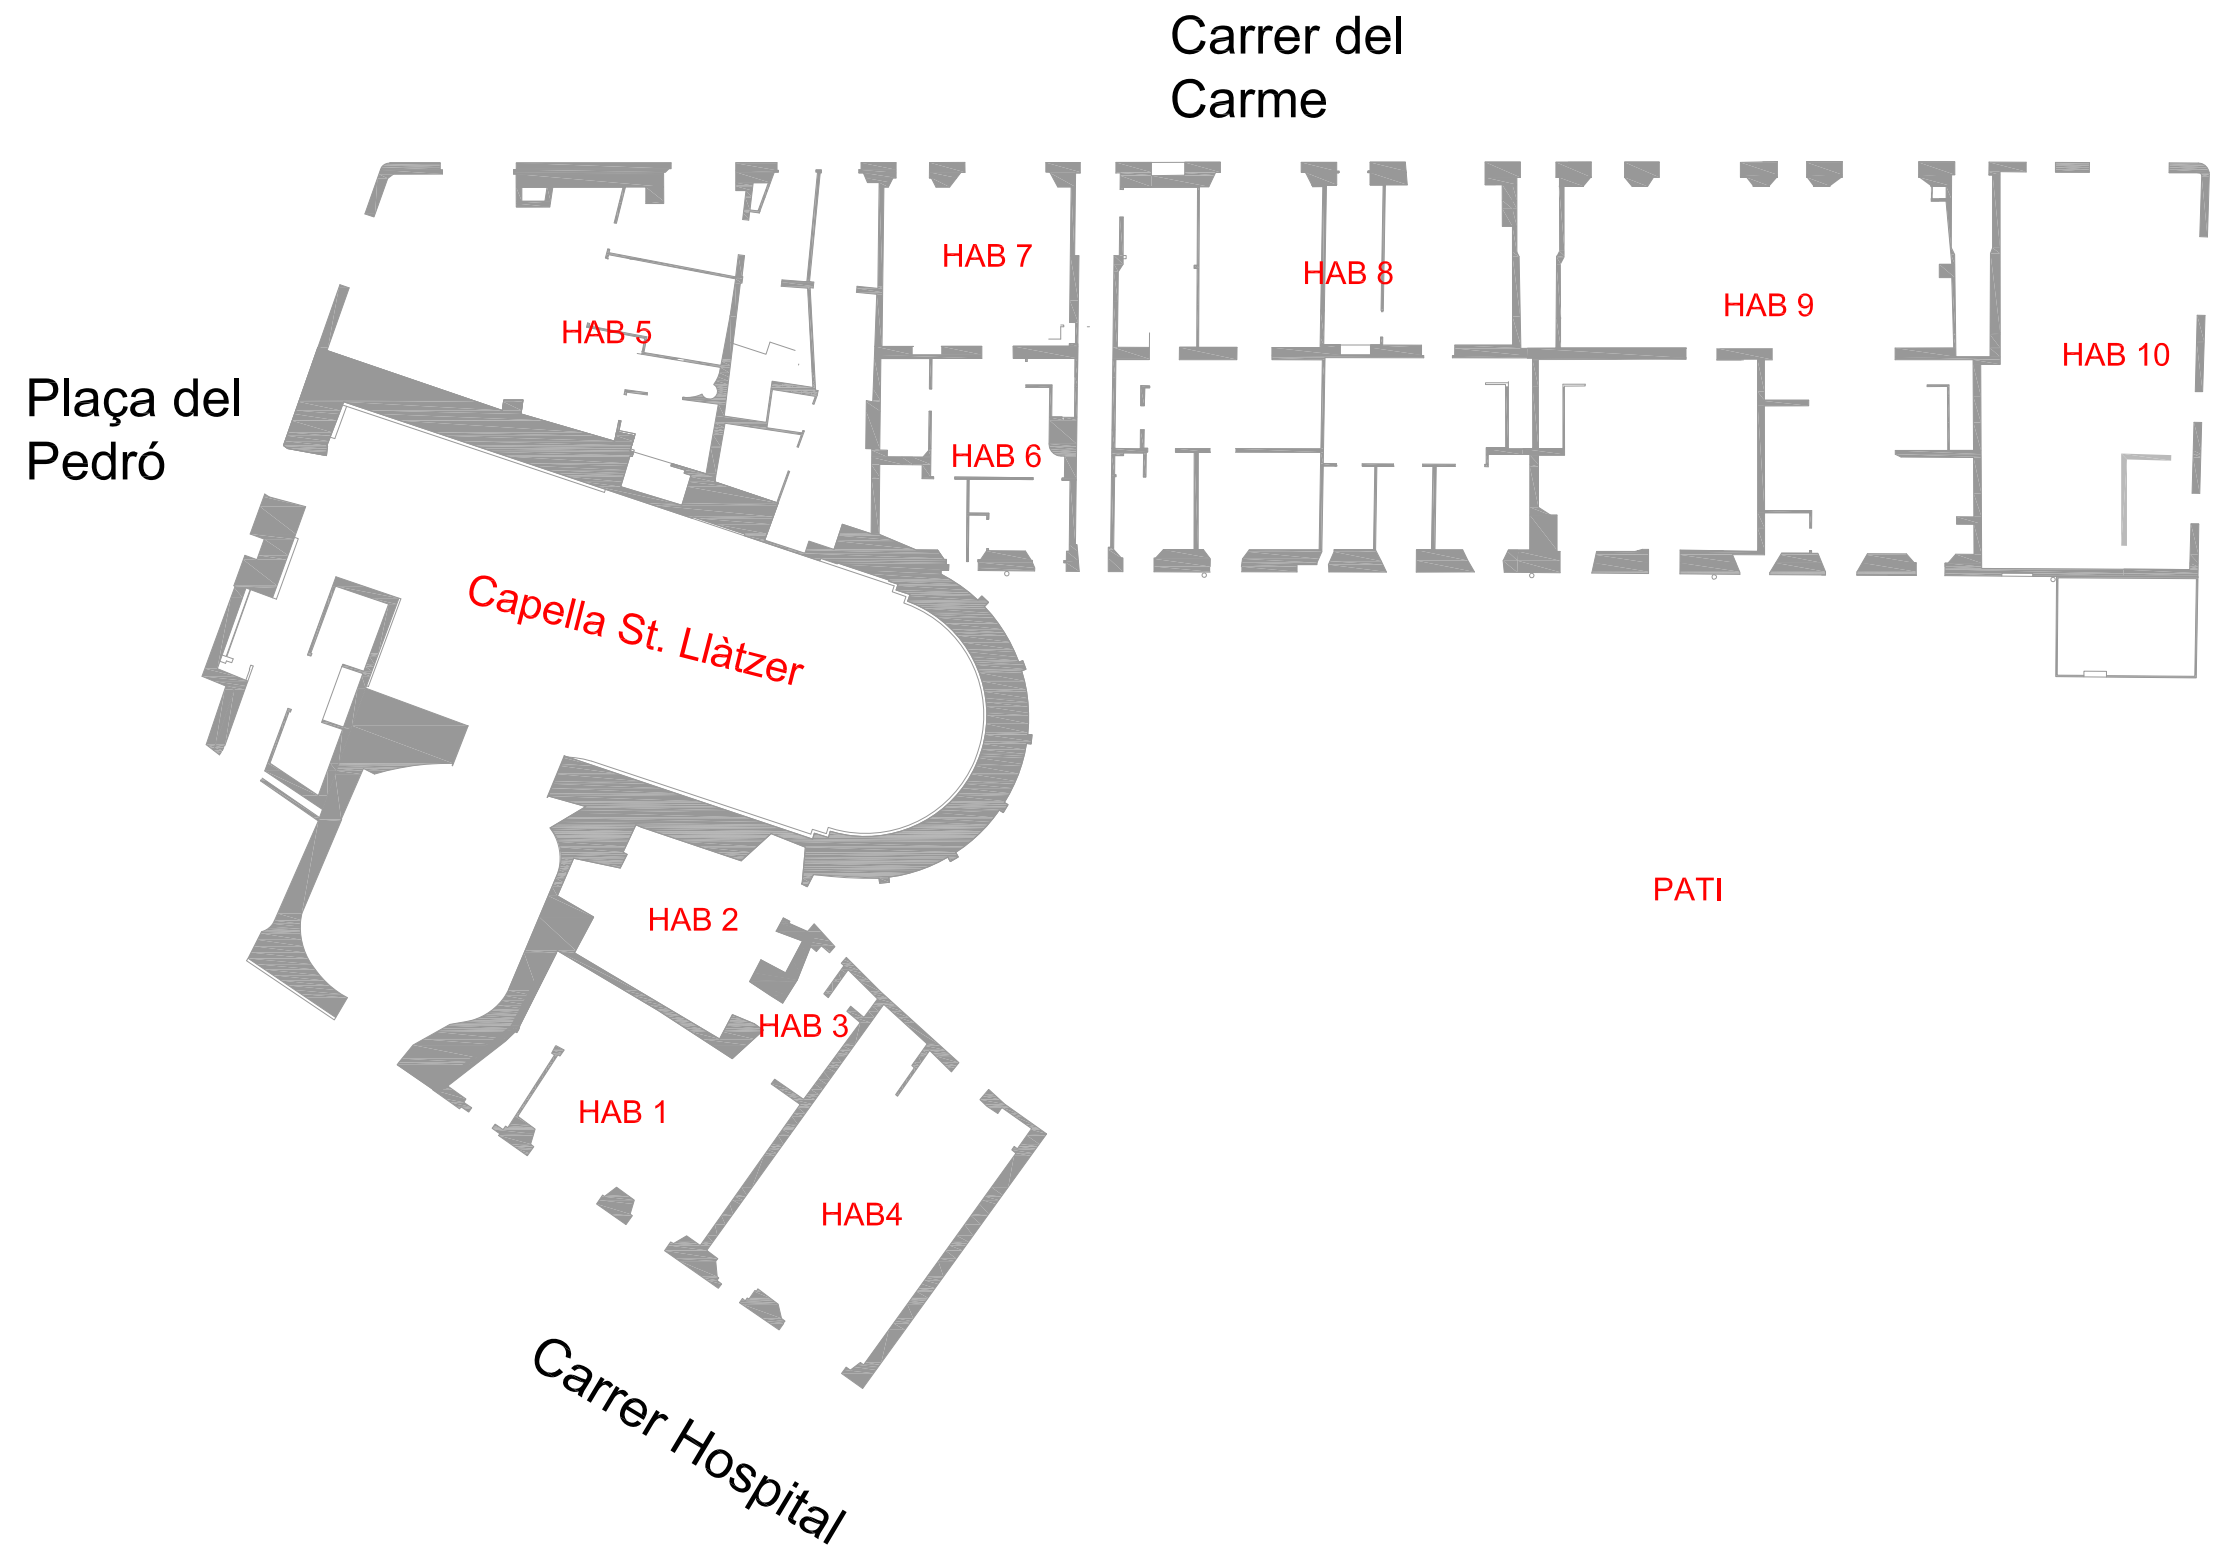 Carrer del
Carme
HAB 7
HAB 8
HAB 9
HAB 5
HAB 10
Plaça del
Pedró
HAB 6
Capella St. Llàtzer
PATI
HAB 2
HAB 3
HAB 1
HAB4
Carrer Hospital